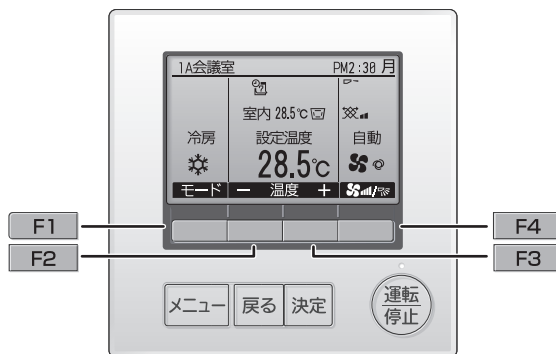 1A会議室 PM2:30 月
室内 28.5℃
冷房 設定温度 自動
28.5℃
モード － 温度 ＋
F1 F4
F2 F3
メニュー 戻る 決定 運転
停止